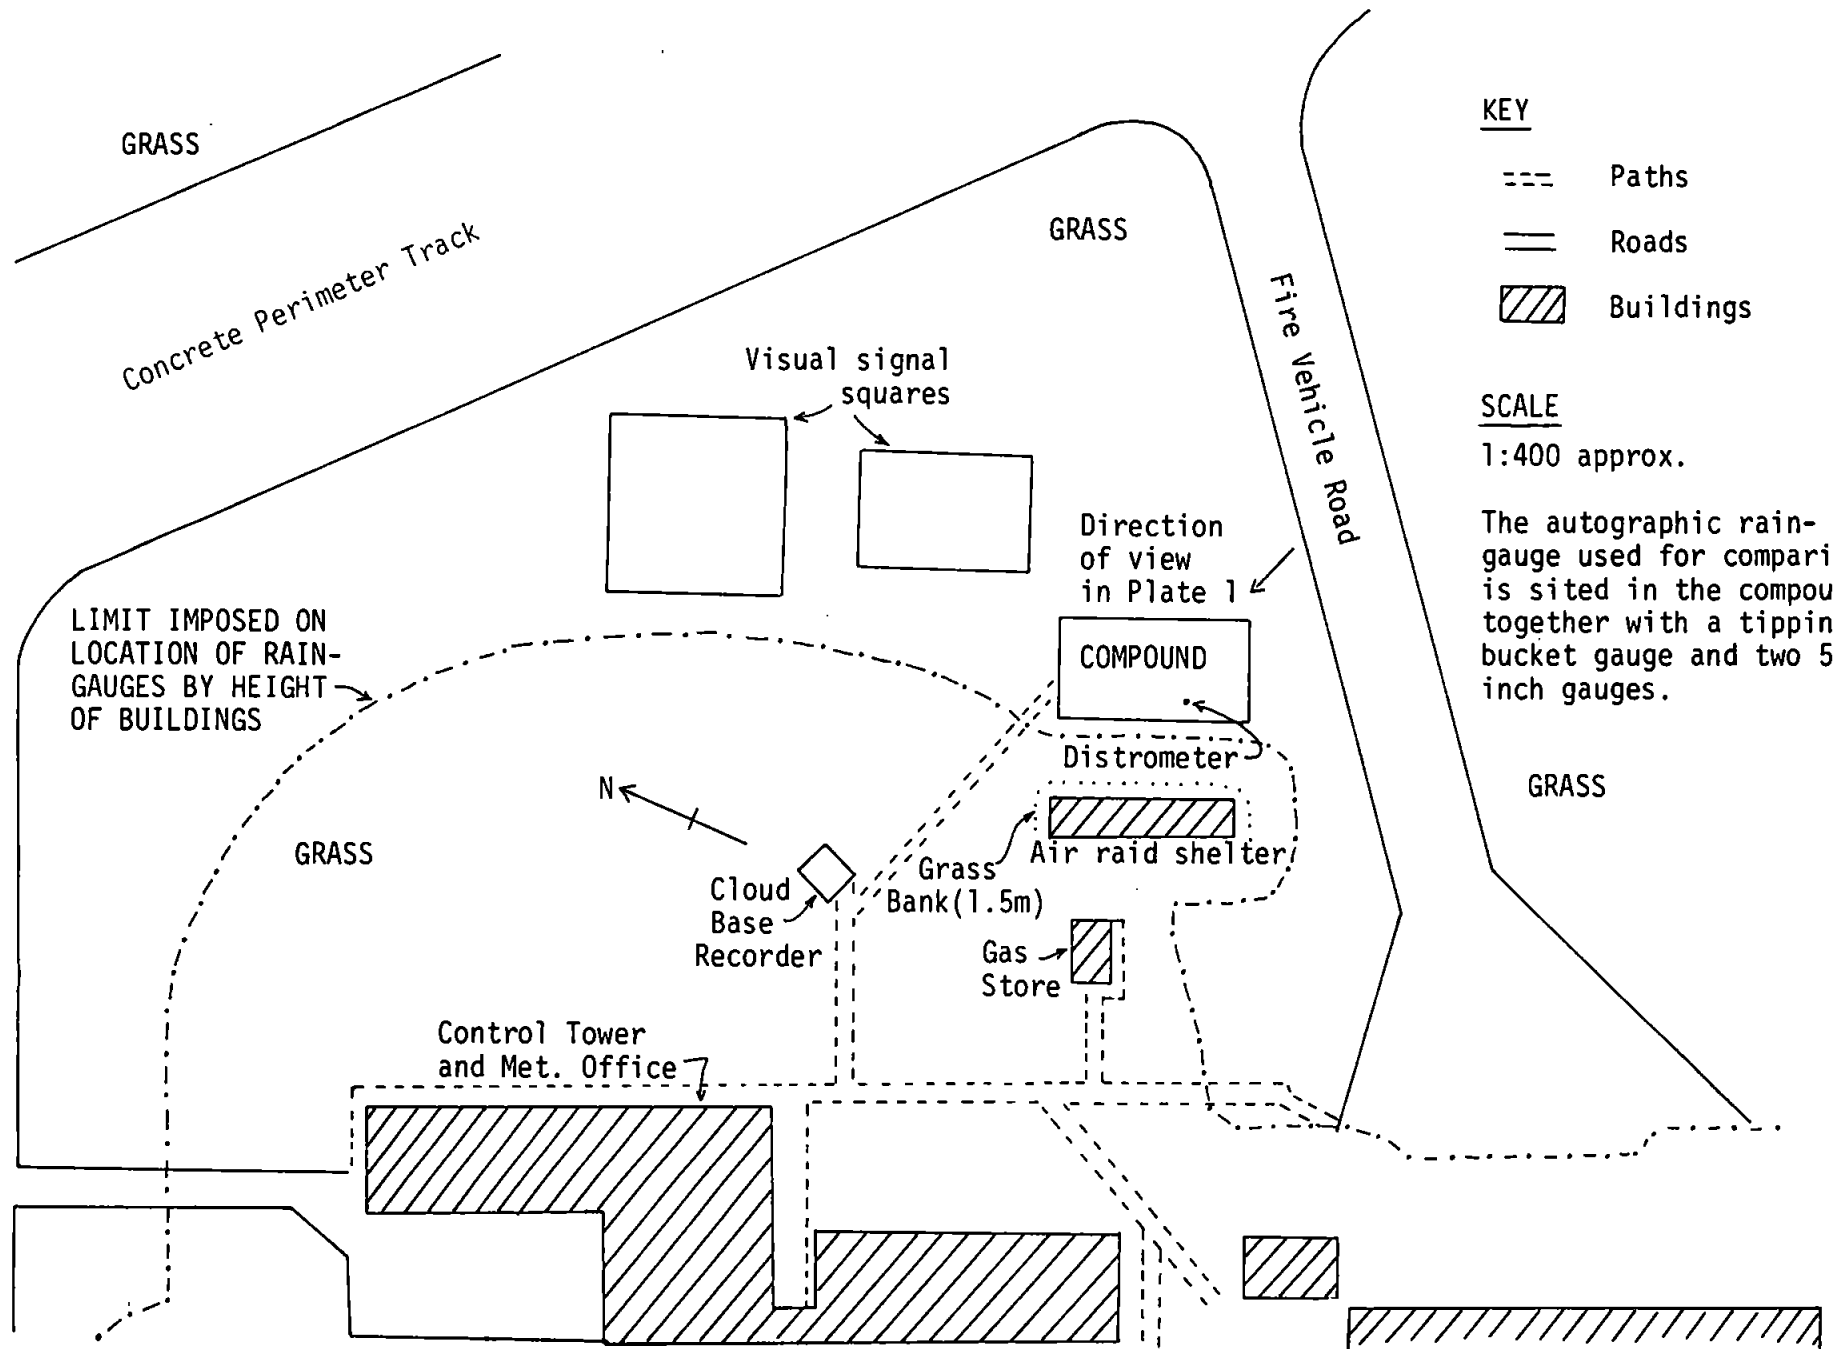 GRASS
Concrete Perimeter Track
GRASS
Visual signal
squares
Fire Vehicle Road
Direction
of view
in Plate 1
LIMIT IMPOSED ON
LOCATION OF RAIN-
GAUGES BY HEIGHT
OF BUILDINGS
COMPOUND
Distrometer
N
GRASS
Cloud
Base
Recorder
Grass
Bank(1.5m)
Air raid shelter
Gas
Store
GRASS
Control Tower
and Met. Office
KEY
Paths
Roads
Buildings
SCALE
1:400 approx.
The autographic rain-
gauge used for compari
is sited in the compou
together with a tippin
bucket gauge and two 5
inch gauges.